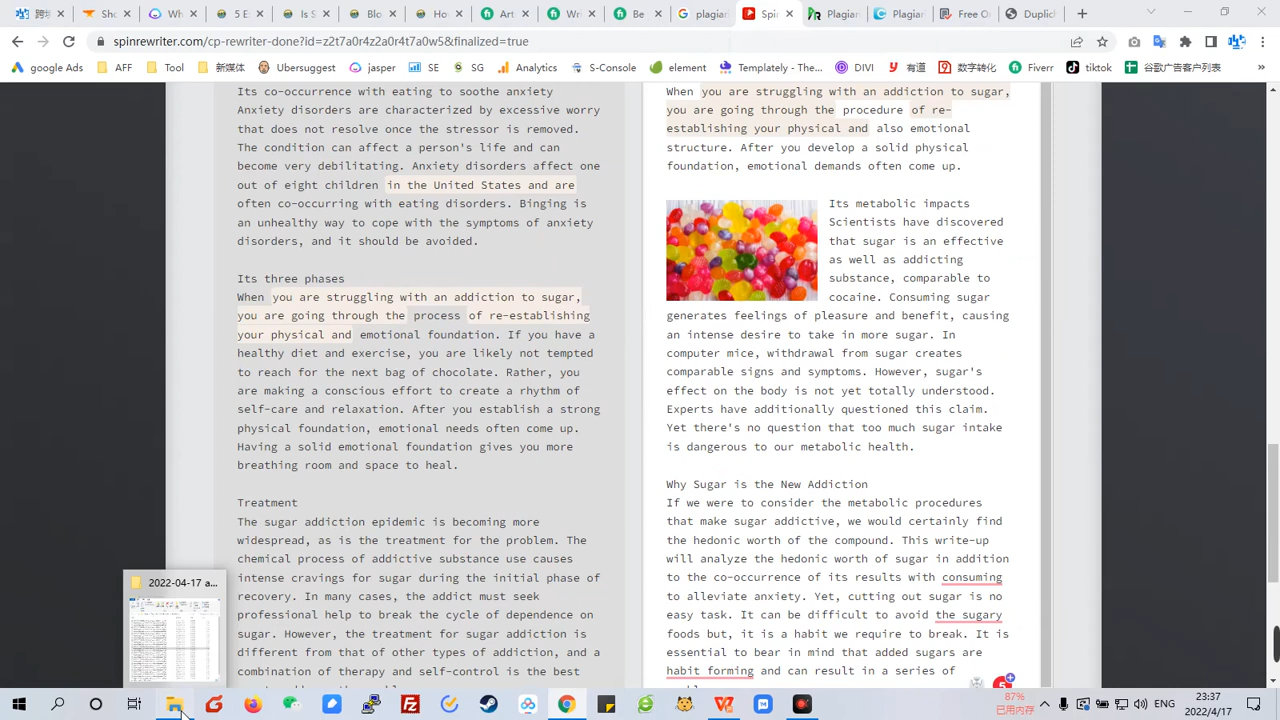 腾
Sho
Wh
5 E
Is
Blo
Ho
Art
Wri
Be
plagiar
Spin
Plagian
Plagiar
Free O
Duplich
spinrewriter.com/cp-rewriter-done?id=z2t7a0r4z2a0r4t7a0w5&finalized=true
google Ads
AFF
Tool
新媒体
Ubersuggest
jasper
SE
SG
Analytics
S-Console
element
Templately - The...
DIVI
有道
数字转化
Fiverr
tiktok
谷歌广告客户列表
»
Its co-occurrence with eating to soothe anxiety
Anxiety disorders are characterized by excessive worry
that does not resolve once the stressor is removed.
The condition can affect a person's life and can
become very debilitating. Anxiety disorders affect one
out of eight children in the United States and are
often co-occurring with eating disorders. Binging is
an unhealthy way to cope with the symptoms of anxiety
disorders, and it should be avoided.
Its three phases
When you are struggling with an addiction to sugar,
you are going through the process of re-establishing
your physical and emotional foundation. If you have a
healthy diet and exercise, you are likely not tempted
to reach for the next bag of chocolate. Rather, you
are making a conscious effort to create a rhythm of
self-care and relaxation. After you establish a strong
physical foundation, emotional needs often come up.
Having a solid emotional foundation gives you more
breathing room and space to heal.
Treatment
The sugar addiction epidemic is becoming more
widespread, as is the treatment for the problem. The
chemical process of addictive substance use causes
intense cravings for sugar during the initial phase of
recovery. In many cases, the addict must seek
professional help to break the cycle of dependence on
sugar. However, the treatment for sugar addiction is
different from that of other types of addiction, and a
combination of therapy and self-control is the best
When you are struggling with an addiction to sugar,
you are going through the procedure of re-
establishing your physical and also emotional
structure. After you develop a solid physical
foundation, emotional demands often come up.
Its metabolic impacts
Scientists have discovered
that sugar is an effective
as well as addicting
substance, comparable to
cocaine. Consuming sugar
generates feelings of pleasure and benefit, causing
an intense desire to take in more sugar. In
computer mice, withdrawal from sugar creates
comparable signs and symptoms. However, sugar's
effect on the body is not yet totally understood.
Experts have additionally questioned this claim.
Yet there's no question that too much sugar intake
is dangerous to our metabolic health.
Why Sugar is the New Addiction
If we were to consider the metabolic procedures
that make sugar addictive, we would certainly find
the hedonic worth of the compound. This write-up
will analyze the hedonic worth of sugar in addition
to the co-occurrence of its results with consuming
to alleviate anxiety. Yet, cutting out sugar is no
easy task. It can be difficult to avoid the sugary
foods but, it is a habit we require to break. It is
essential to bear in mind that added sugars are
habit forming and can result in a series of
2022-04-17 a...
87%
已用内存
ENG
23:37
2022/4/17